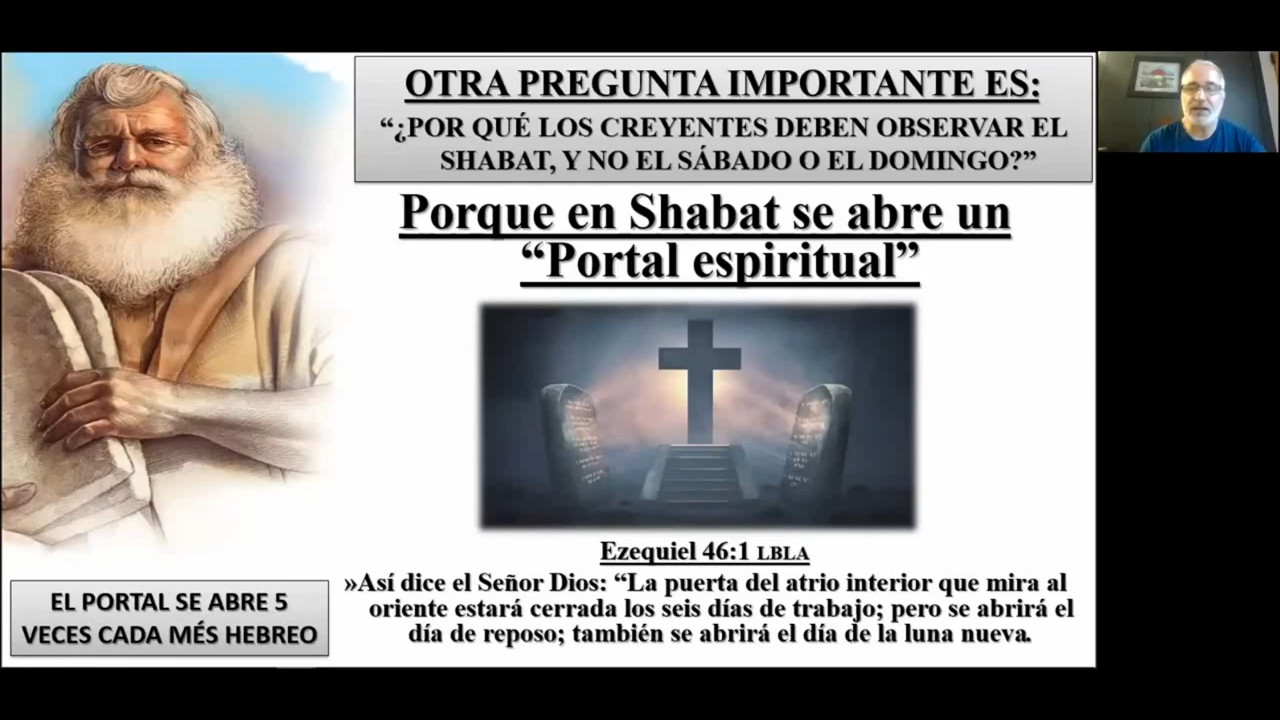 OTRA PREGUNTA IMPORTANTE ES:
“¿POR QUÉ LOS CREYENTES DEBEN OBSERVAR EL
SHABAT, Y NO EL SÁBADO O EL DOMINGO?”
Porque en Shabat se abre un
“Portal espiritual”
Ezequiel 46:1 LBLA
»Así dice el Señor Dios: “La puerta del atrio interior que mira al
oriente estará cerrada los seis días de trabajo; pero se abrirá el
día de reposo; también se abrirá el día de la luna nueva.
EL PORTAL SE ABRE 5
VECES CADA MÉS HEBREO